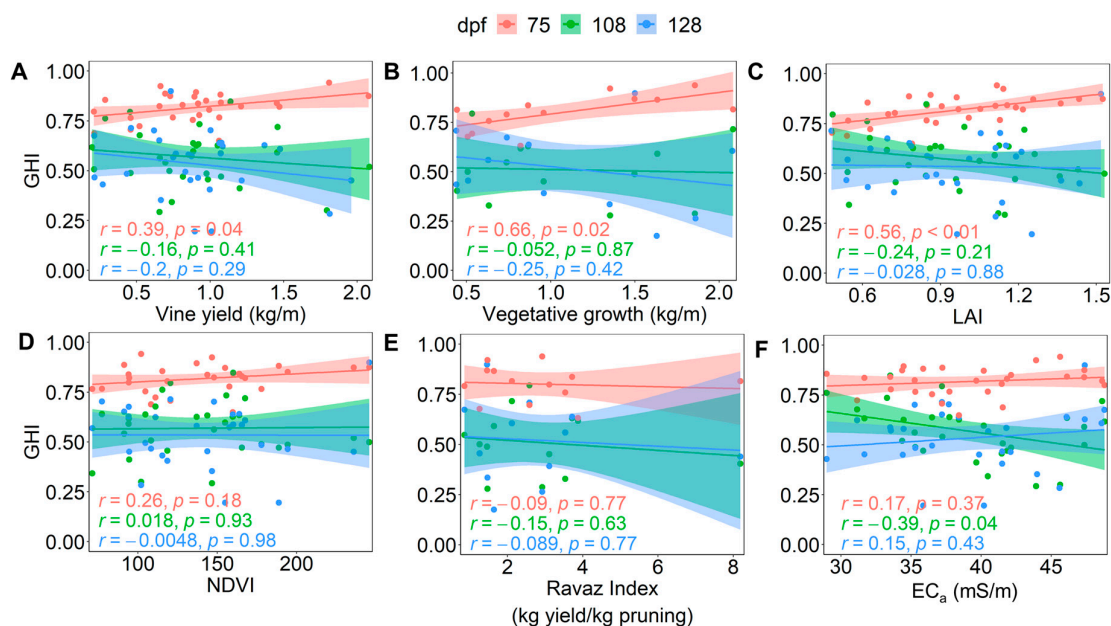 dpf 75 108 128
A
1.00
0.75
0.50
0.25
0.00
GHI
r = 0.39, p = 0.04
r = −0.16, p = 0.41
r = −0.2, p = 0.29
0.5 1.0 1.5 2.0
Vine yield (kg/m)
B
1.00
0.75
0.50
0.25
0.00
r = 0.66, p = 0.02
r = −0.052, p = 0.87
r = −0.25, p = 0.42
0.5 1.0 1.5 2.0
Vegetative growth (kg/m)
C
1.00
0.75
0.50
0.25
0.00
r = 0.56, p < 0.01
r = −0.24, p = 0.21
r = −0.028, p = 0.88
0.6 0.9 1.2 1.5
LAI
D
1.00
0.75
0.50
0.25
0.00
GHI
r = 0.26, p = 0.18
r = 0.018, p = 0.93
r = −0.0048, p = 0.98
100 150 200
NDVI
E
1.00
0.75
0.50
0.25
0.00
r = −0.09, p = 0.77
r = −0.15, p = 0.63
r = −0.089, p = 0.77
2 4 6 8
Ravaz Index
(kg yield/kg pruning)
F
1.00
0.75
0.50
0.25
0.00
r = 0.17, p = 0.37
r = −0.39, p = 0.04
r = 0.15, p = 0.43
30 35 40 45
ECa (mS/m)